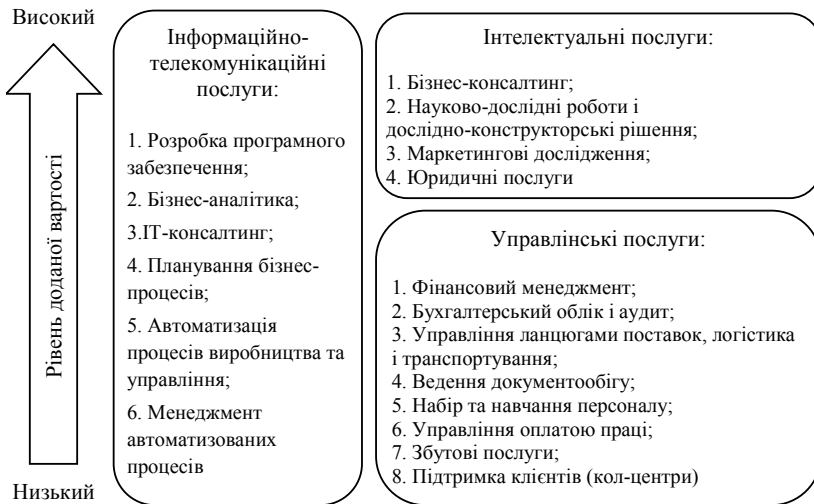 Високий
Рівень доданої вартості
Низький
Інформаційно-
телекомунікаційні
послуги:
1. Розробка програмного
забезпечення;
2. Бізнес-аналітика;
3.ІТ-консалтинг;
4. Планування бізнес-
процесів;
5. Автоматизація
процесів виробництва та
управління;
6. Менеджмент
автоматизованих
процесів
Інтелектуальні послуги:
1. Бізнес-консалтинг;
2. Науково-дослідні роботи і
дослідно-конструкторські рішення;
3. Маркетингові дослідження;
4. Юридичні послуги
Управлінські послуги:
1. Фінансовий менеджмент;
2. Бухгалтерський облік і аудит;
3. Управління ланцюгами поставок, логістика
і транспортування;
4. Ведення документообігу;
5. Набір та навчання персоналу;
6. Управління оплатою праці;
7. Збутові послуги;
8. Підтримка клієнтів (кол-центри)